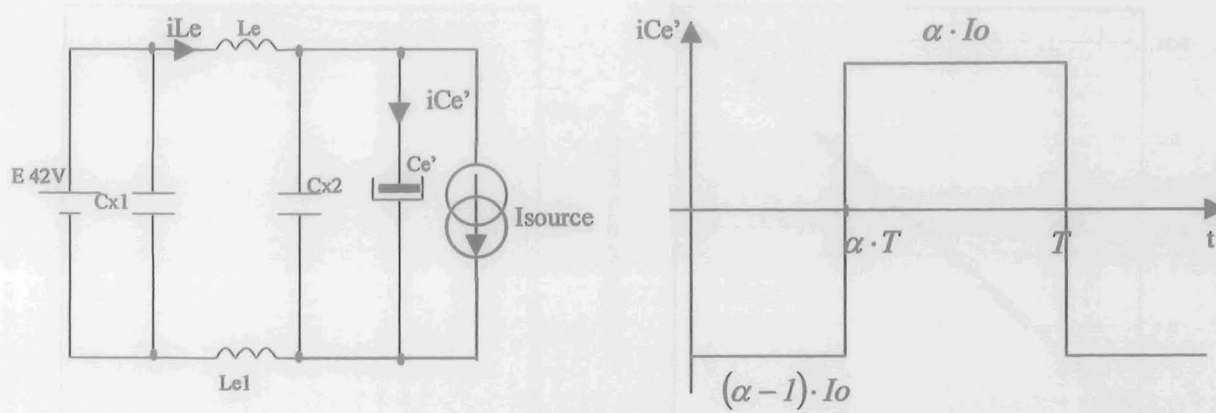 iLe
Le
iCe'
Ce'
E 42V
Cx1
Cx2
Isource
Le1
iCe'
α · Io
α · T
T
t
(α − 1) · Io